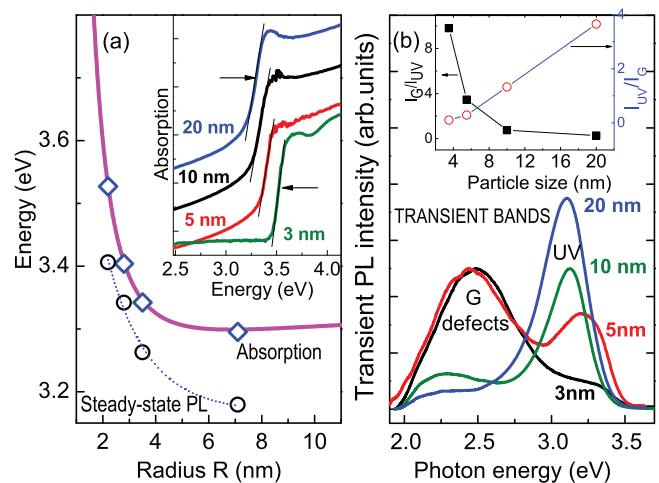 (a)
Energy (eV)
3.8
3.6
3.4
3.2
2
4
6
8
10
Radius R (nm)
Absorption
Steady-state PL
Absorption
20 nm
10 nm
5 nm
3 nm
2.5
3.0
3.5
4.0
Energy (eV)
(b)
Transient PL intensity (arb.units)
TRANSIENT BANDS
20 nm
UV
10 nm
G
defects
5nm
3nm
2.0
2.5
3.0
3.5
Photon energy (eV)
I_G/I_UV
8
4
0
4
8
12
16
20
Particle size (nm)
4
2
0
I_UV/I_G